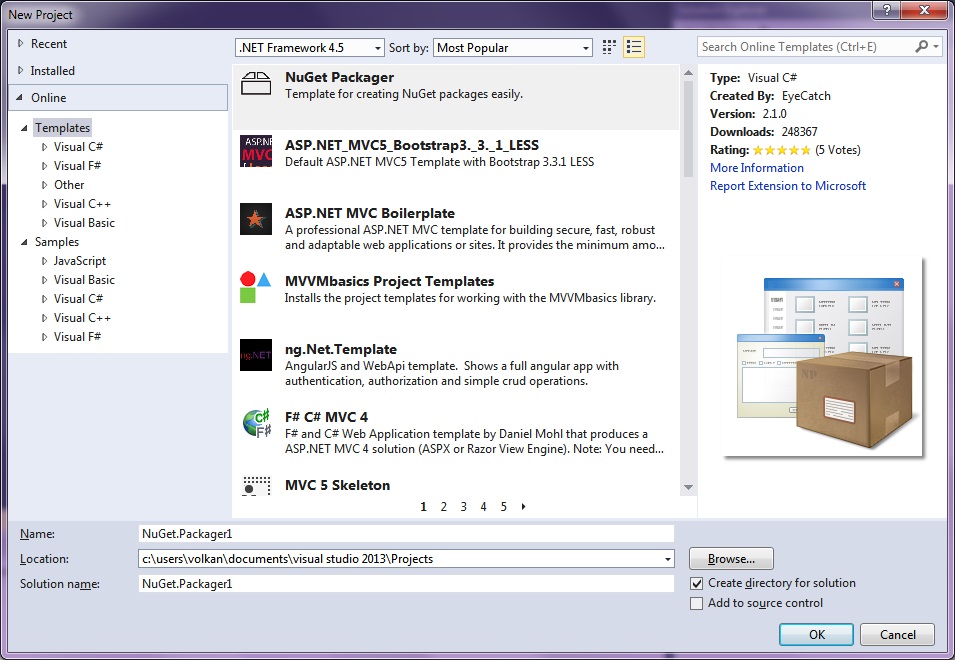 New Project
Recent
Installed
Online
Templates
Visual C#
Visual F#
Other
Visual C++
Visual Basic
Samples
JavaScript
Visual Basic
Visual C#
Visual C++
Visual F#
.NET Framework 4.5 Sort by: Most Popular
NuGet Packager
Template for creating NuGet packages easily.
ASP.NET_MVC5_Bootstrap3._3._1_LESS
Default ASP.NET MVC5 Template with Bootstrap 3.3.1 LESS
ASP.NET MVC Boilerplate
A professional ASP.NET MVC template for building secure, fast, robust
and adaptable web applications or sites. It provides the minimum amo...
MVVMbasics Project Templates
Installs the project templates for working with the MVVMbasics library.
ng.NET
ng.Net.Template
AngularJS and WebApi template. Shows a full angular app with
authentication, authorization and simple crud operations.
C#
F#
F# C# MVC 4
F# and C# Web Application template by Daniel Mohl that produces a
ASP.NET MVC 4 solution (ASPX or Razor View Engine). Note: You need...
MVC 5 Skeleton
1 2 3 4 5
Search Online Templates (Ctrl+E)
Type: Visual C#
Created By: EyeCatch
Version: 2.1.0
Downloads: 248367
Rating: (5 Votes)
More Information
Report Extension to Microsoft
NP
Name: NuGet.Packager1
Location: c:\users\volkan\documents\visual studio 2013\Projects Browse...
Solution name: NuGet.Packager1
Create directory for solution
Add to source control
OK Cancel